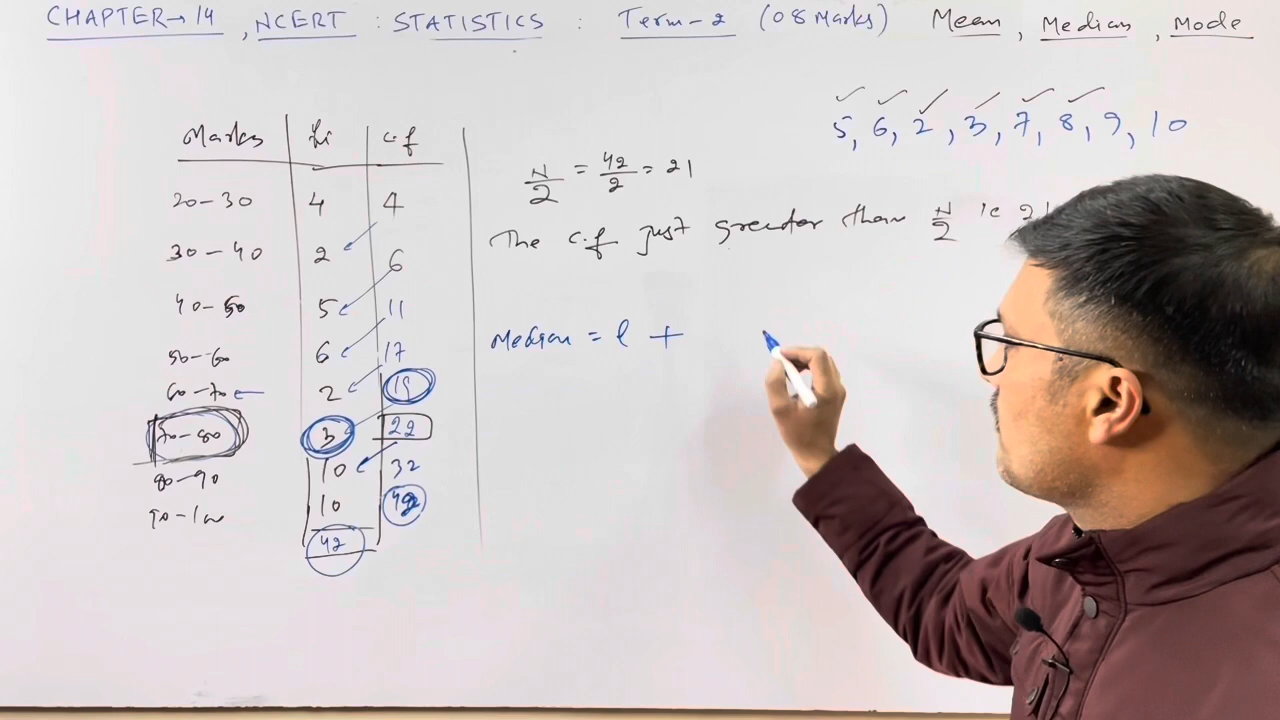 CHAPTER→14 , NCERT : STATISTICS : Term-2 (08 Marks) Mean , Median , Mode
5, 6, 2, 3, 7, 8, 9, 10
Marks fi c.f
20-30 4 4
30-40 2 6
40-50 5 11
50-60 6 17
60-70 2 19
70-80 3 22
80-90 10 32
90-100 10 42
42
N/2 = 42/2 = 21
The c.f just greater than N/2 ie 21
Median = l +